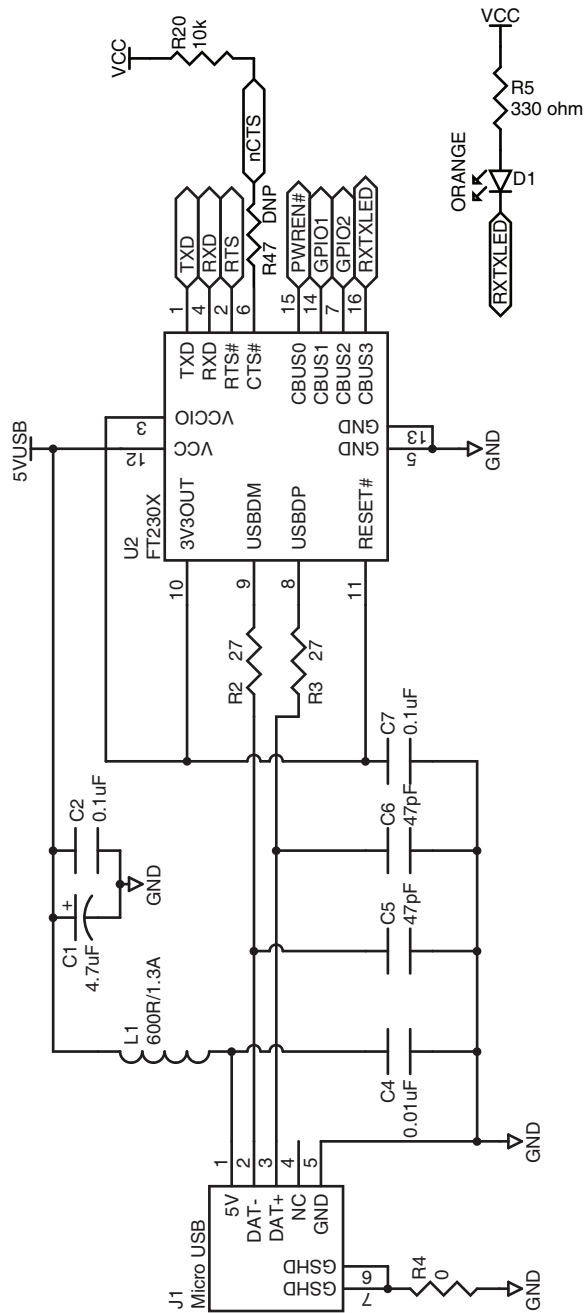 J1
Micro USB
5V
DAT-
DAT+
NC
GND
GSHD
GSHD
1
2
3
4
5
6
7
R4
0
GND
GND
L1
600R/1.3A
C4
0.01uF
C1
+
4.7uF
C2
0.1uF
GND
C5
47pF
C6
47pF
C7
0.1uF
R2
27
R3
27
5VUSB
U2
FT230X
10
9
8
11
3V3OUT
USBDM
USBDP
RESET#
12
3
VCC
VCCIO
GND
GND
5
13
GND
TXD
RXD
RTS#
CTS#
CBUS0
CBUS1
CBUS2
CBUS3
1
4
2
6
15
14
7
16
TXD
RXD
RTS
R47
DNP
nCTS
R20
10k
VCC
PWREN#
GPIO1
GPIO2
RXTXLED
RXTXLED
ORANGE
D1
R5
330 ohm
VCC